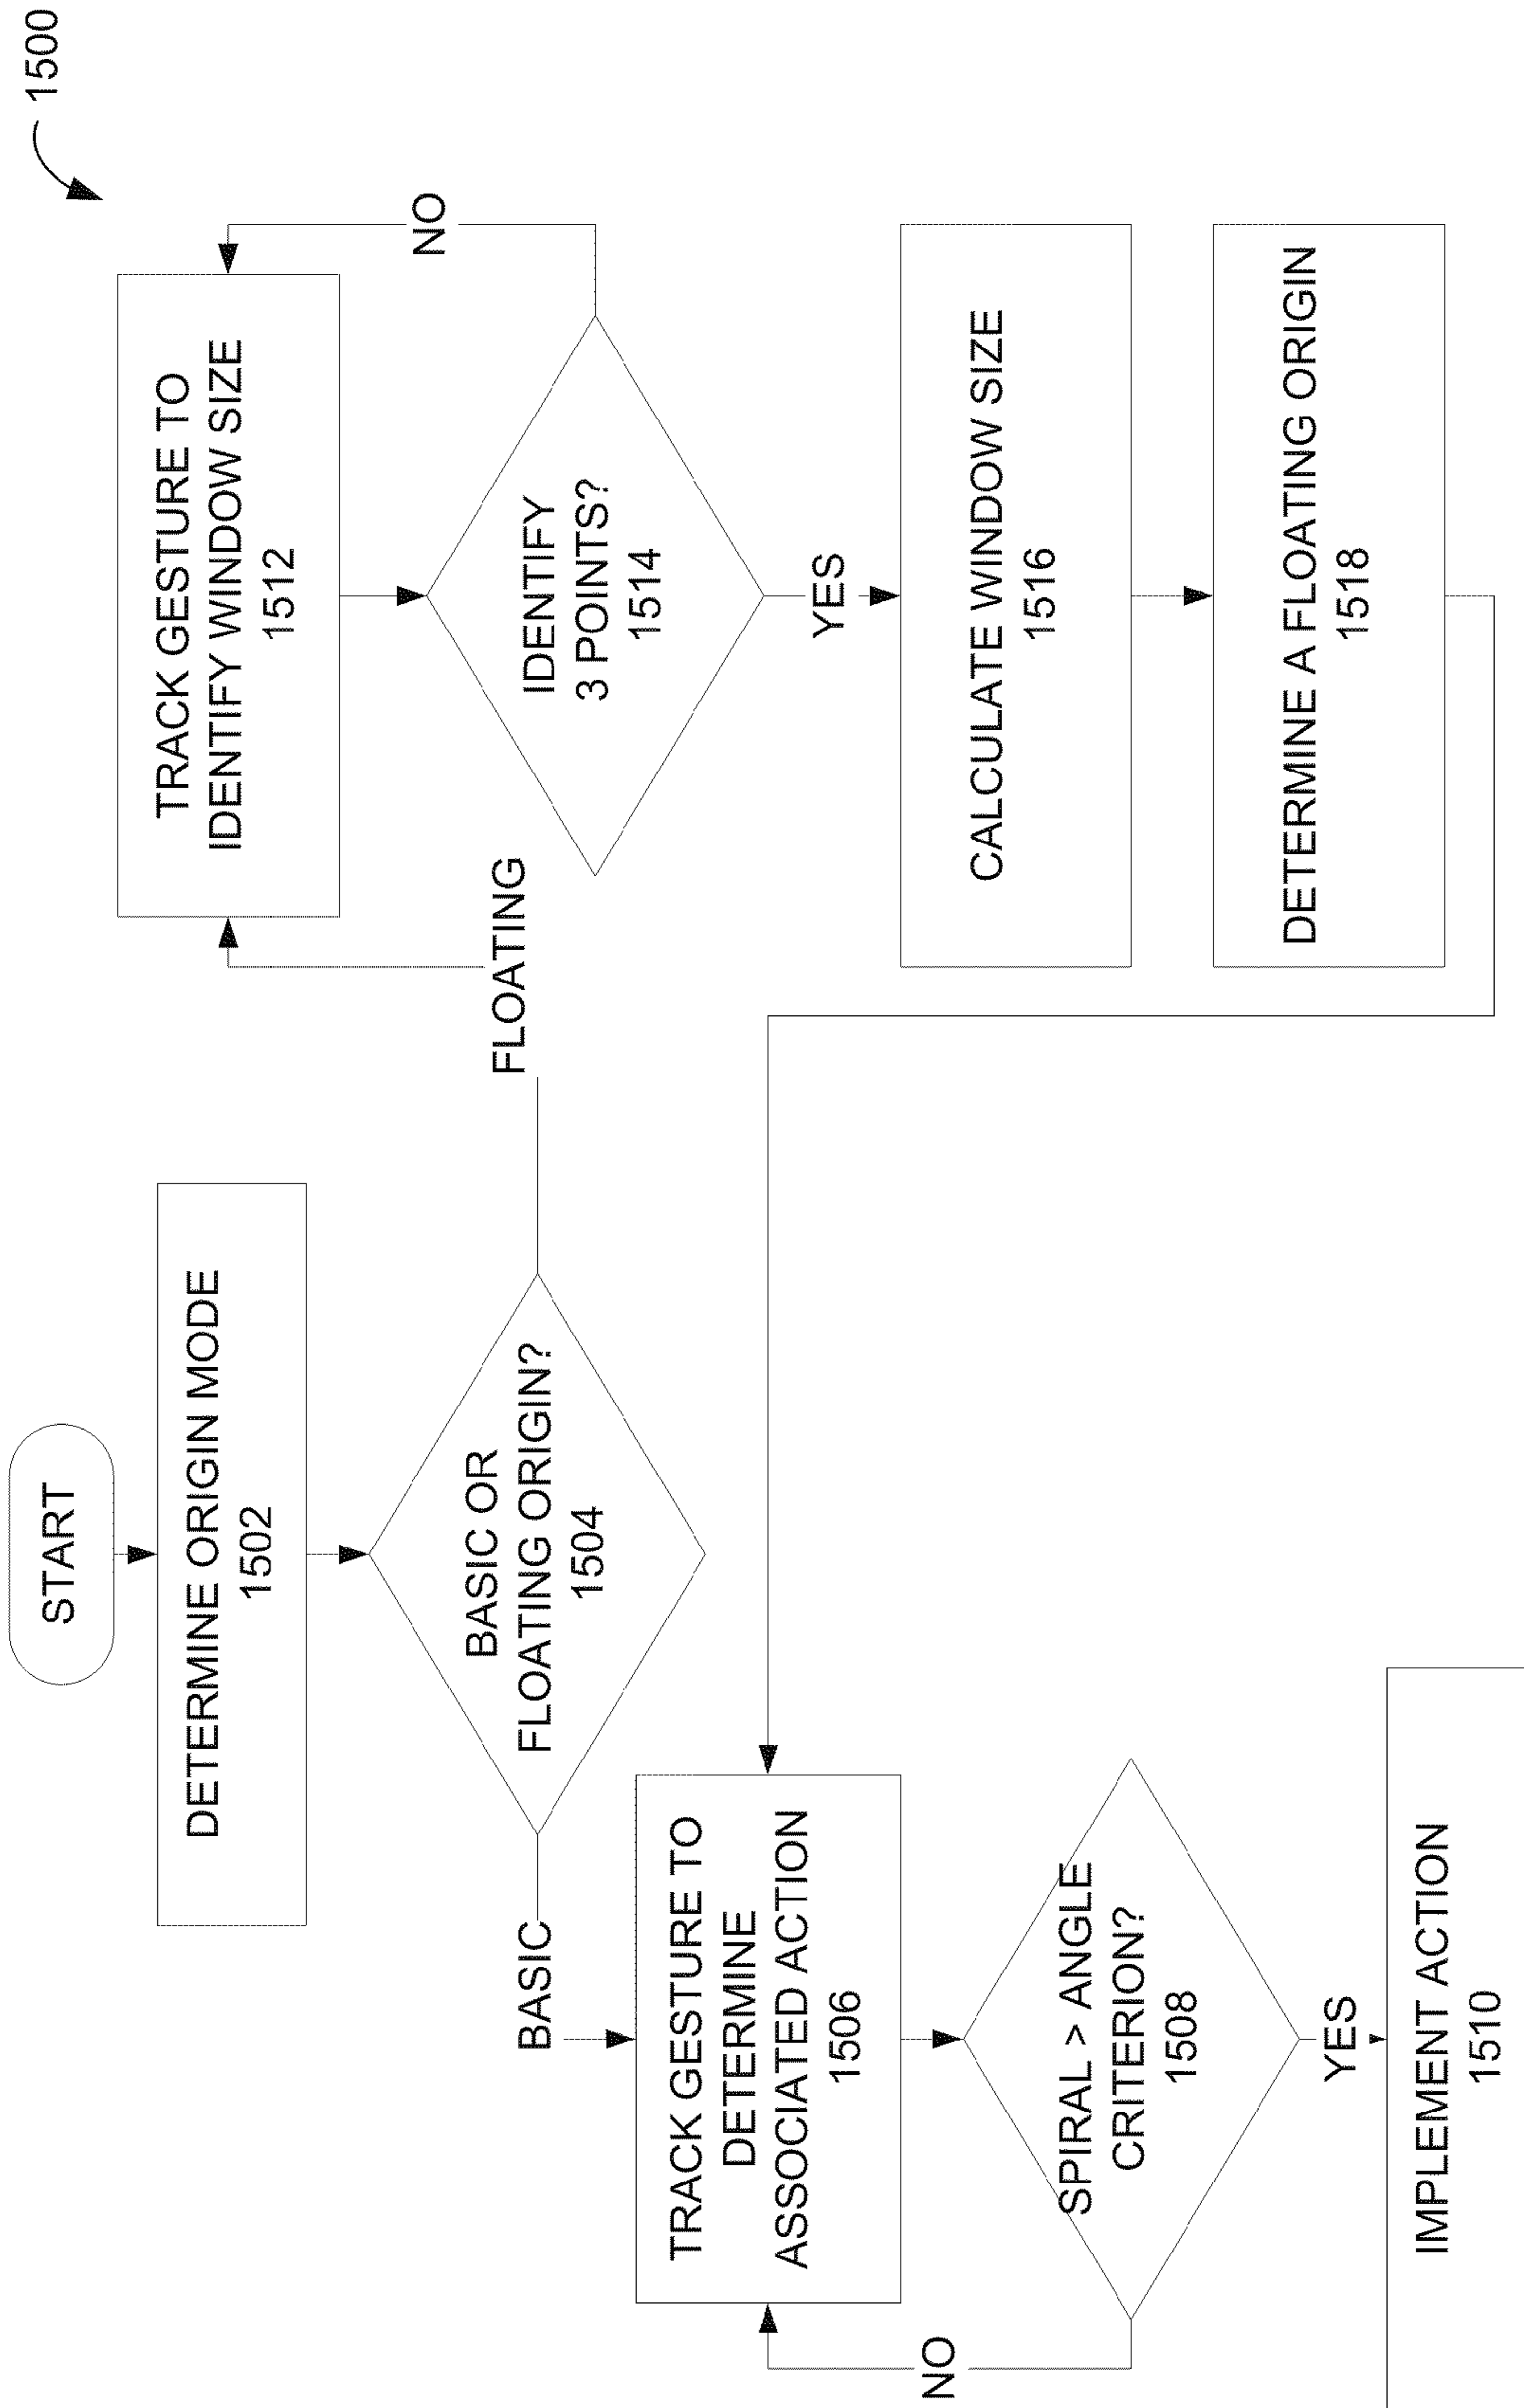 1500
START
DETERMINE ORIGIN MODE
1502
BASIC OR
FLOATING ORIGIN?
1504
BASIC
FLOATING
TRACK GESTURE TO
DETERMINE
ASSOCIATED ACTION
1506
SPIRAL > ANGLE
CRITERION?
1508
NO
YES
IMPLEMENT ACTION
1510
TRACK GESTURE TO
IDENTIFY WINDOW SIZE
1512
IDENTIFY
3 POINTS?
1514
NO
YES
CALCULATE WINDOW SIZE
1516
DETERMINE A FLOATING ORIGIN
1518